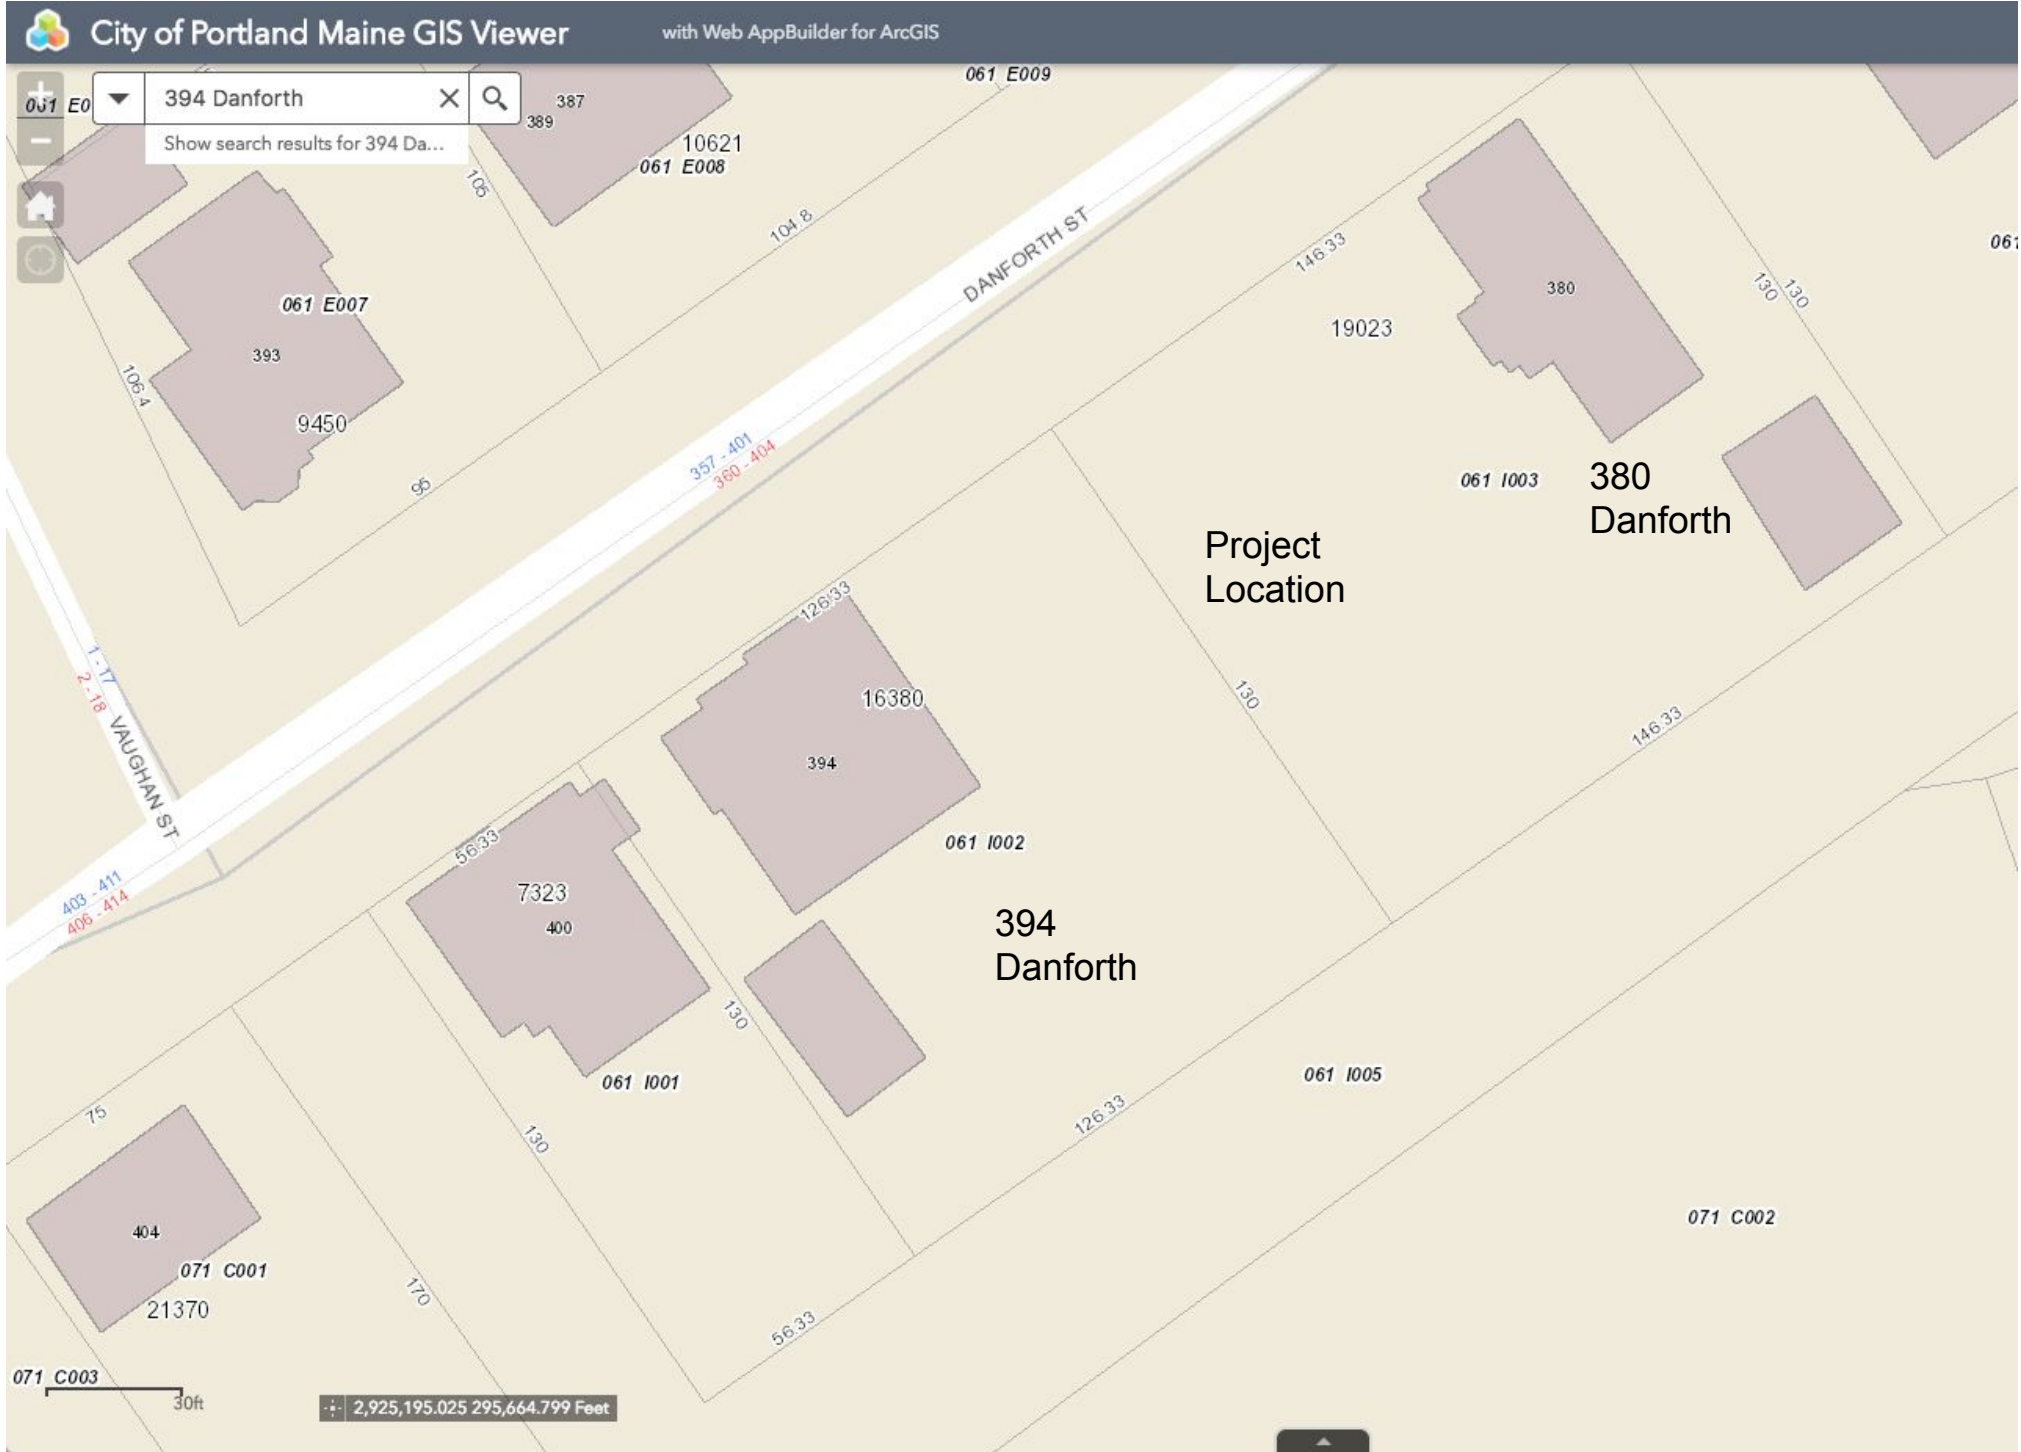 City of Portland Maine GIS Viewer
with Web AppBuilder for ArcGIS
394 Danforth
Show search results for 394 Da...
061 E0
387
389
10621
061 E008
061 E009
105
104.8
DANFORTH ST
146.33
380
130
130
061
19023
061 E007
393
106.4
9450
95
357 - 401
360 - 404
061 I003
380
Danforth
Project
Location
126.33
1 - 17
2 - 18
VAUGHAN ST
16380
394
130
146.33
56.33
061 I002
403 - 411
406 - 414
7323
400
394
Danforth
130
061 I001
061 I005
75
130
126.33
404
071 C001
21370
170
071 C002
56.33
071 C003
30ft
2,925,195.025 295,664.799 Feet